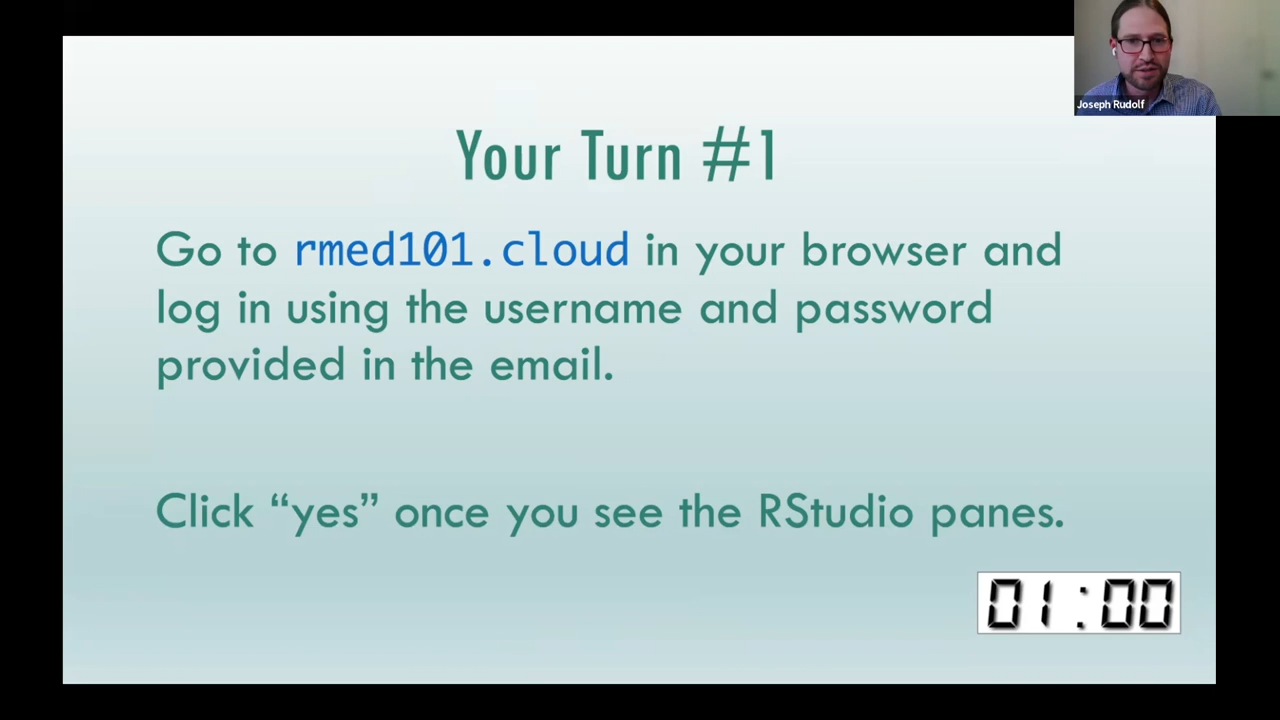 Joseph Rudolf
Your Turn #1
Go to rmed101.cloud in your browser and
log in using the username and password
provided in the email.
Click “yes” once you see the RStudio panes.
01:00